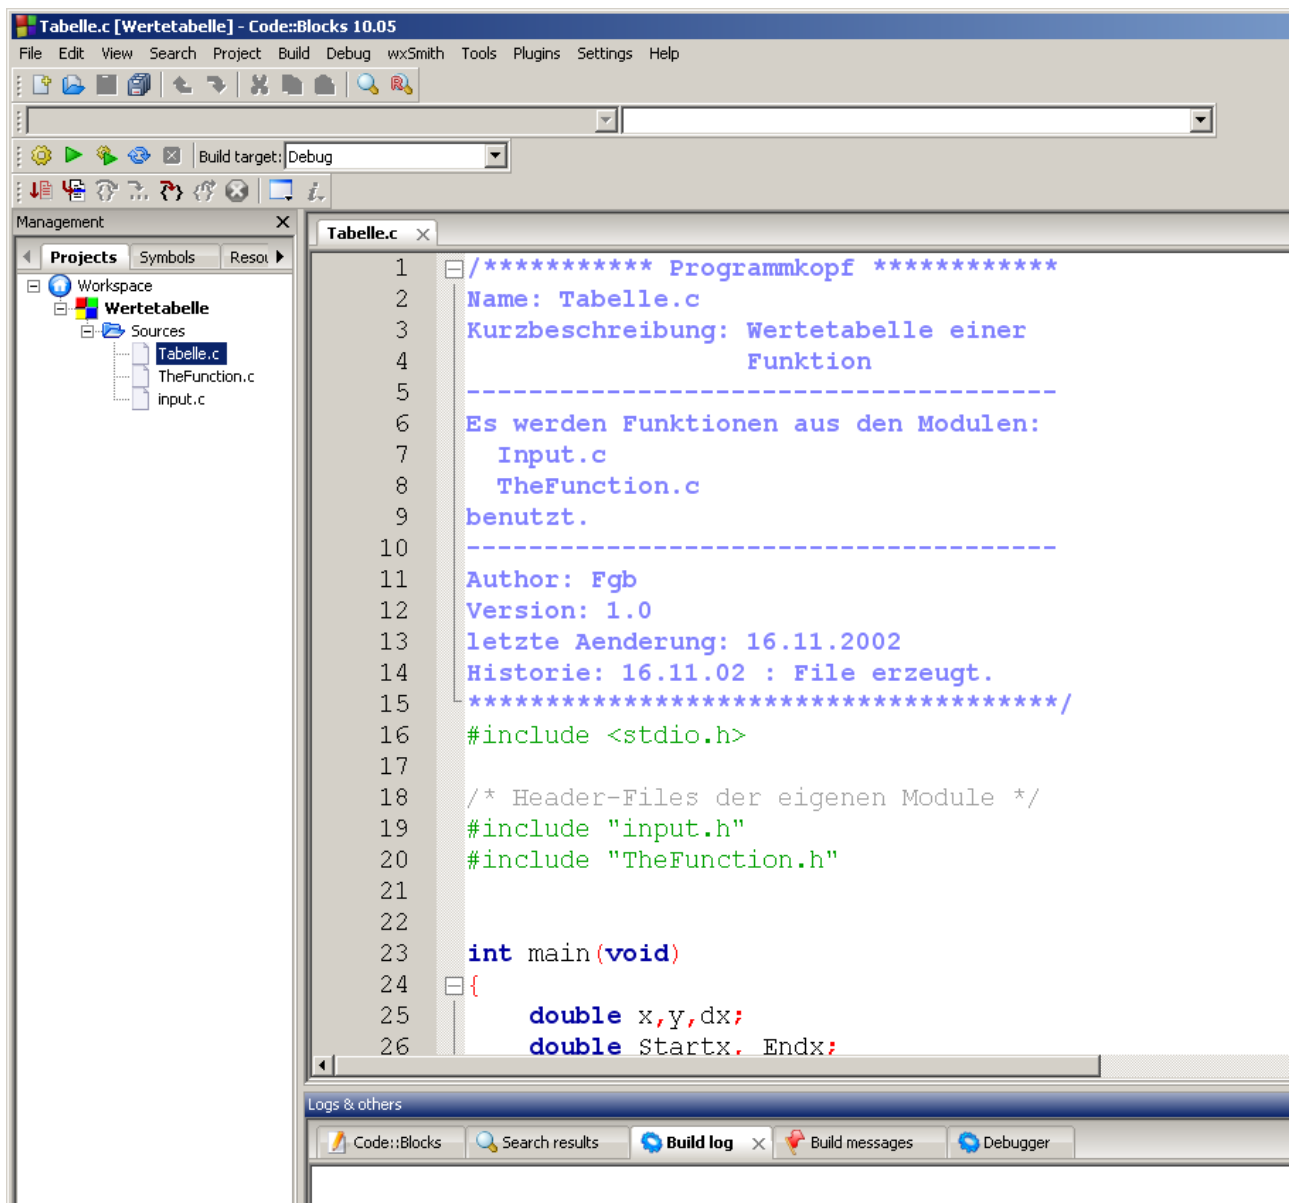 Tabelle.c [Wertetabelle] - Code::Blocks 10.05
File Edit View Search Project Build Debug wxSmith Tools Plugins Settings Help
Build target: Debug
Management
Projects Symbols
Workspace
Wertetabelle
Sources
Tabelle.c
TheFunction.c
input.c
Tabelle.c
1 /*********** Programmkopf ************
2 Name: Tabelle.c
3 Kurzbeschreibung: Wertetabelle einer
4 Funktion
5 --------------------------------------
6 Es werden Funktionen aus den Modulen:
7 Input.c
8 TheFunction.c
9 benutzt.
10 --------------------------------------
11 Author: Fgb
12 Version: 1.0
13 letzte Aenderung: 16.11.2002
14 Historie: 16.11.02 : File erzeugt.
15 **************************************/
16 #include <stdio.h>
17
18 /* Header-Files der eigenen Module */
19 #include "input.h"
20 #include "TheFunction.h"
21
22
23 int main(void)
24 {
25 double x,y,dx;
26 double Startx, Endx;
Logs & others
Code::Blocks Search results Build log Build messages Debugger